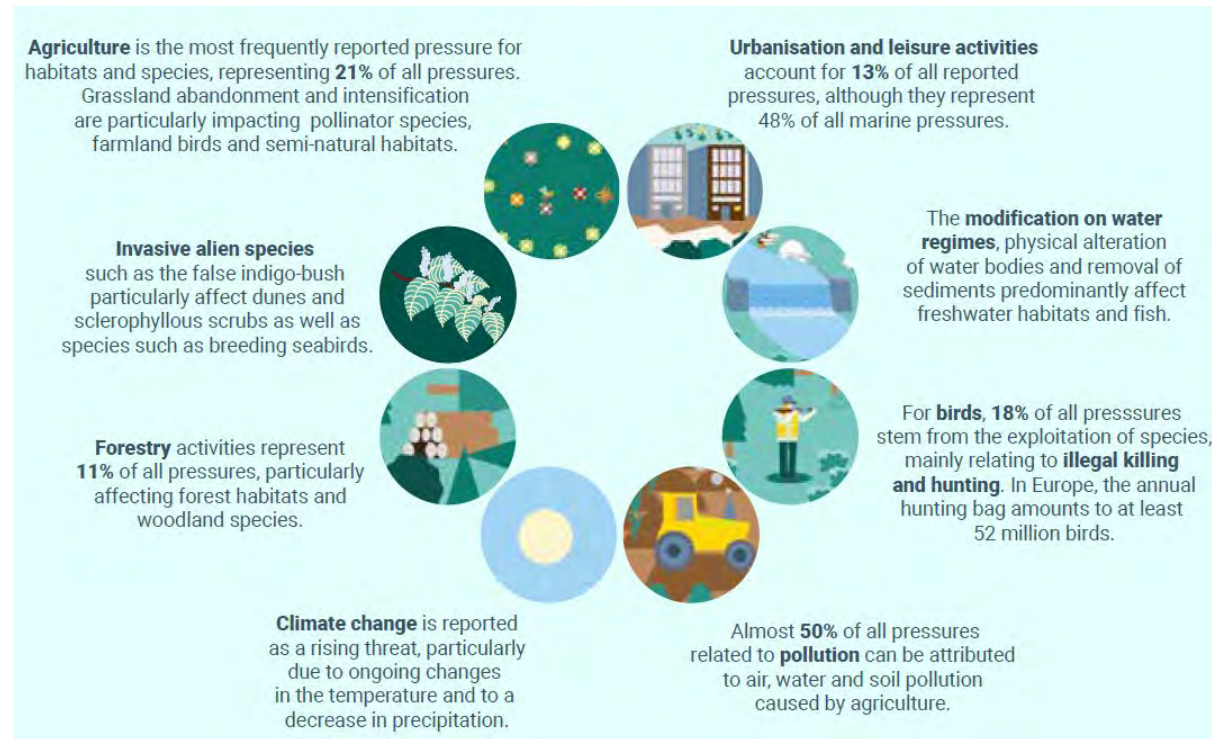 Agriculture is the most frequently reported pressure for
habitats and species, representing 21% of all pressures.
Grassland abandonment and intensification
are particularly impacting pollinator species,
farmland birds and semi-natural habitats.
Urbanisation and leisure activities
account for 13% of all reported
pressures, although they represent
48% of all marine pressures.
Invasive alien species
such as the false indigo-bush
particularly affect dunes and
sclerophyllous scrubs as well as
species such as breeding seabirds.
The modification on water
regimes, physical alteration
of water bodies and removal of
sediments predominantly affect
freshwater habitats and fish.
Forestry activities represent
11% of all pressures, particularly
affecting forest habitats and
woodland species.
For birds, 18% of all presssures
stem from the exploitation of species,
mainly relating to illegal killing
and hunting. In Europe, the annual
hunting bag amounts to at least
52 million birds.
Climate change is reported
as a rising threat, particularly
due to ongoing changes
in the temperature and to a
decrease in precipitation.
Almost 50% of all pressures
related to pollution can be attributed
to air, water and soil pollution
caused by agriculture.